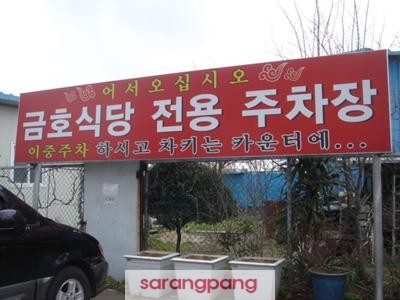 어서오십시오
금호식당 전용 주차장
이중주차 하시고 차키는 카운터에...
sarangpang